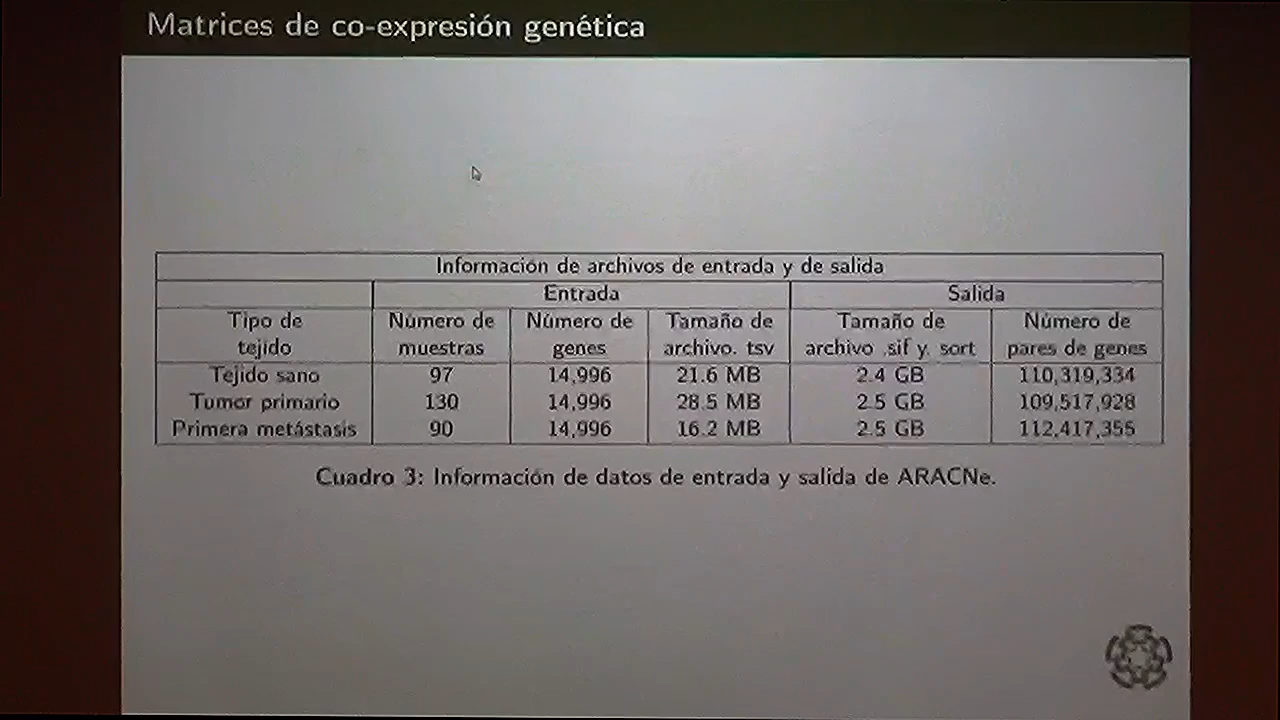 Matrices de co-expresión genética
Información de archivos de entrada y de salida
Entrada Salida
Tipo de Número de Número de Tamaño de Tamaño de Número de
tejido muestras genes archivo. tsv archivo .sif y. sort pares de genes
Tejido sano 97 14,996 21.6 MB 2.4 GB 110,319,334
Tumor primario 130 14,996 28.5 MB 2.5 GB 109,517,928
Primera metástasis 90 14,996 16.2 MB 2.5 GB 112,417,355
Cuadro 3: Información de datos de entrada y salida de ARACNe.